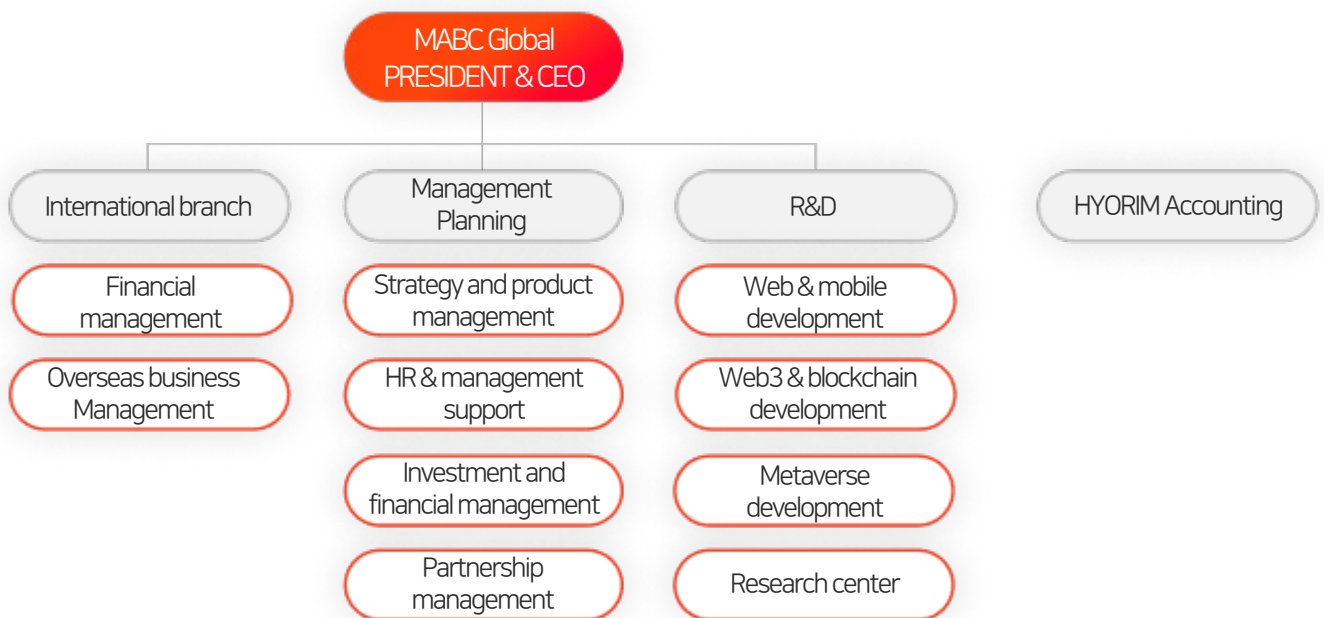 MABC Global
PRESIDENT & CEO
International branch
Management
Planning
R&D
HYORIM Accounting
Financial
management
Strategy and product
management
Web & mobile
development
Overseas business
Management
HR & management
support
Web3 & blockchain
development
Investment and
financial management
Metaverse
development
Partnership
management
Research center